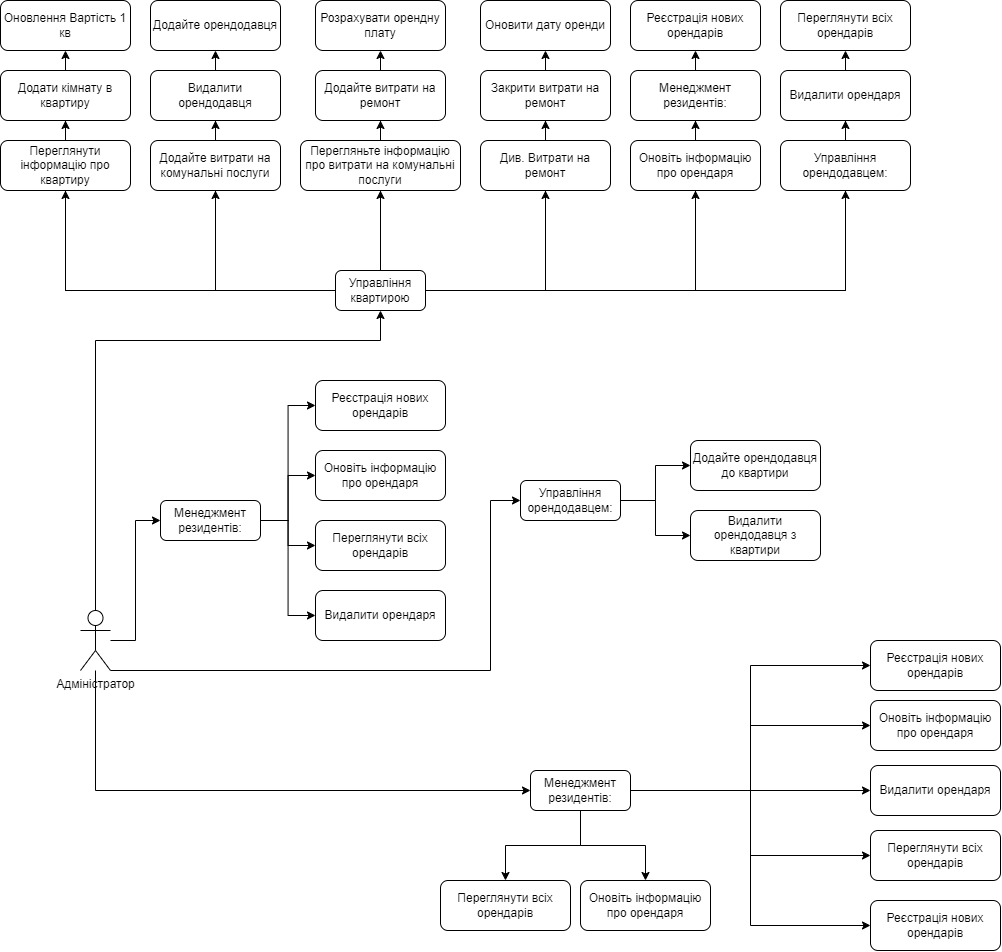 Оновлення Вартість 1
кв
Додайте орендодавця
Розрахувати орендну
плату
Оновити дату оренди
Реєстрація нових
орендарів
Переглянути всіх
орендарів
Додати кімнату в
квартиру
Видалити
орендодавця
Додайте витрати на
ремонт
Закрити витрати на
ремонт
Менеджмент
резидентів:
Видалити орендаря
Переглянути
інформацію про
квартиру
Додайте витрати на
комунальні послуги
Перегляньте інформацію
про витрати на комунальні
послуги
Див. Витрати на
ремонт
Оновіть інформацію
про орендаря
Управління
орендодавцем:
Управління
квартирою
Реєстрація нових
орендарів
Оновіть інформацію
про орендаря
Переглянути всіх
орендарів
Видалити орендаря
Менеджмент
резидентів:
Управління
орендодавцем:
Додайте орендодавця
до квартири
Видалити
орендодавця з
квартири
Адміністратор
Менеджмент
резидентів:
Реєстрація нових
орендарів
Оновіть інформацію
про орендаря
Видалити орендаря
Переглянути всіх
орендарів
Реєстрація нових
орендарів
Переглянути всіх
орендарів
Оновіть інформацію
про орендаря